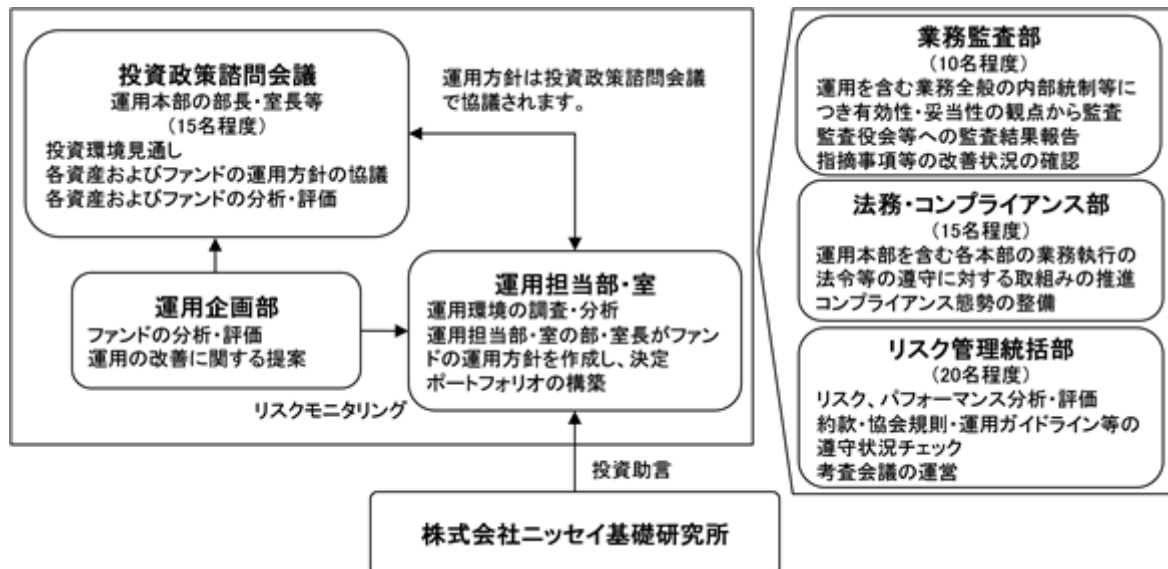 投資政策諮問会議
運用本部の部長・室長等
(15名程度)
投資環境見通し
各資産およびファンドの運用方針の協議
各資産およびファンドの分析・評価
運用方針は投資政策諮問会議
で協議されます。
運用企画部
ファンドの分析・評価
運用の改善に関する提案
運用担当部・室
運用環境の調査・分析
運用担当部・室の部・室長がファン
ドの運用方針を作成し、決定
ポートフォリオの構築
リスクモニタリング
投資助言
株式会社ニッセイ基礎研究所
業務監査部
(10名程度)
運用を含む業務全般の内部統制等に
つき有効性・妥当性の観点から監査
監査役会等への監査結果報告
指摘事項等の改善状況の確認
法務・コンプライアンス部
(15名程度)
運用本部を含む各本部の業務執行の
法令等の遵守に対する取組みの推進
コンプライアンス態勢の整備
リスク管理統括部
(20名程度)
リスク、パフォーマンス分析・評価
約款・協会規則・運用ガイドライン等の
遵守状況チェック
考査会議の運営